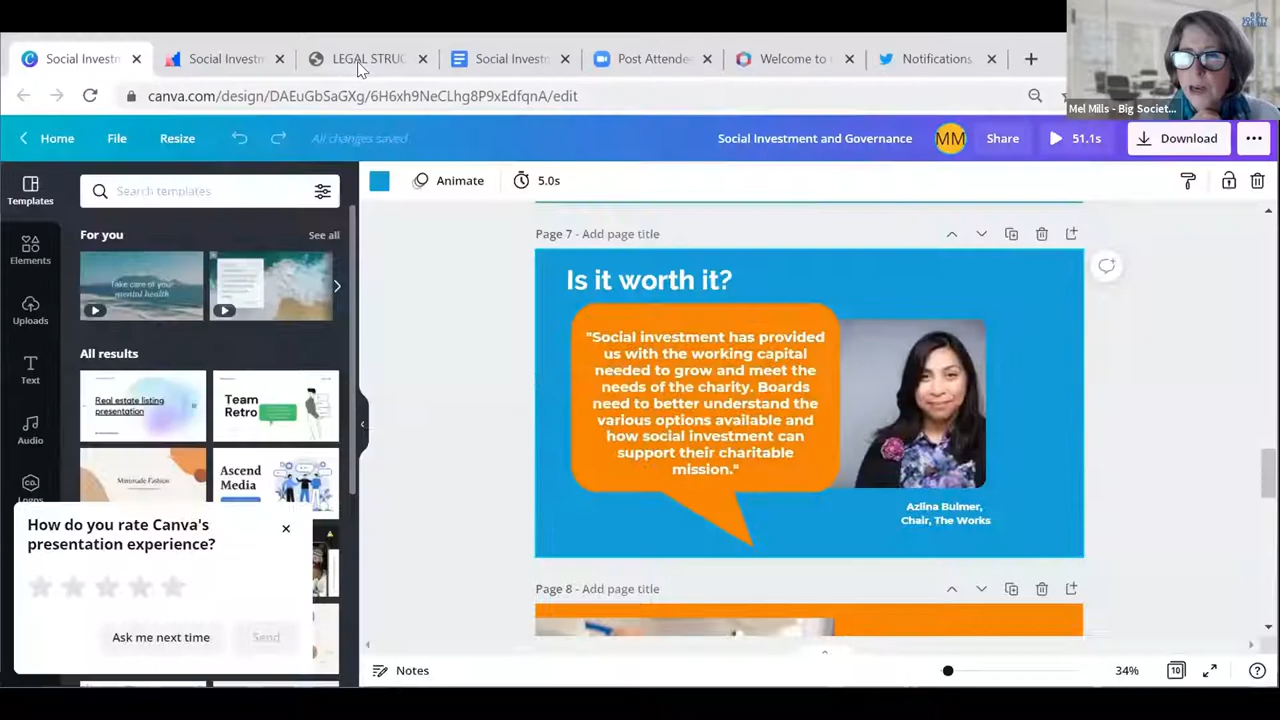 SOCIETY
CAPITAL
Social Investm
Social Investm
LEGAL STRUC
Social Investm
Post Attende
Welcome to
Notifications
canva.com/design/DAEuGbSaGXg/6H6xh9NeCLhg8P9xEdfqnA/edit
Mel Mills - Big Societ...
Home
File
Resize
All changes saved
Social Investment and Governance
MM
Share
51.1s
Download
Templates
Search templates
Animate
5.0s
Elements
For you
See all
Page 7 - Add page title
Take care of your
mental health
Is it worth it?
Uploads
"Social investment has provided
us with the working capital
needed to grow and meet the
needs of the charity. Boards
need to better understand the
various options available and
how social investment can
support their charitable
mission."
Azlina Bulmer,
Chair, The Works
All results
Text
Real estate listing
presentation
Team
Retro
Audio
Logos
Minimade Fashion
Ascend
Media
How do you rate Canva's
presentation experience?
Ask me next time
Send
Page 8 - Add page title
Notes
34%
10